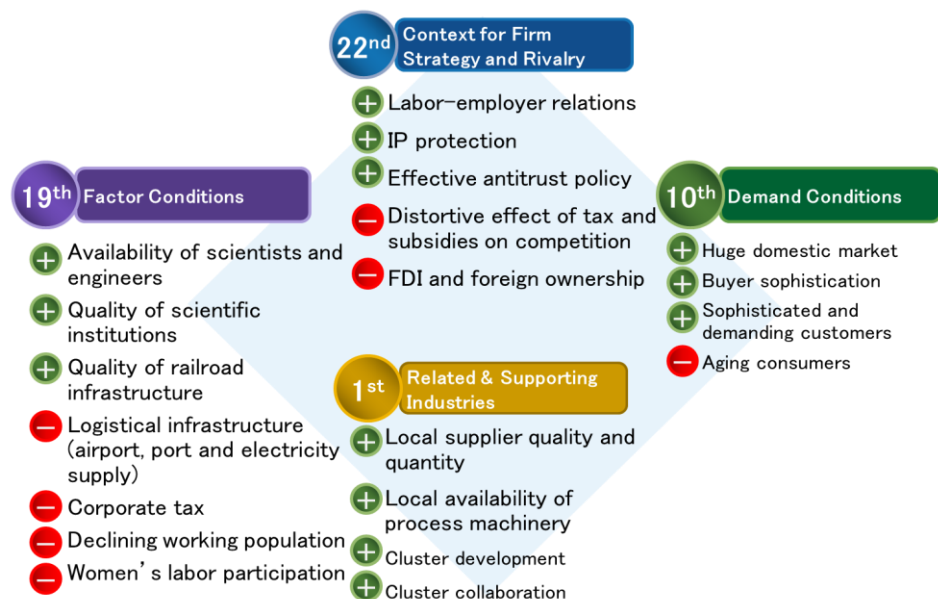 22nd
Context for Firm
Strategy and Rivalry
+ Labor-employer relations
+ IP protection
+ Effective antitrust policy
− Distortive effect of tax and
subsidies on competition
− FDI and foreign ownership
19th
Factor Conditions
+ Availability of scientists and
engineers
+ Quality of scientific
institutions
+ Quality of railroad
infrastructure
− Logistical infrastructure
(airport, port and electricity
supply)
− Corporate tax
− Declining working population
− Women's labor participation
10th
Demand Conditions
+ Huge domestic market
+ Buyer sophistication
+ Sophisticated and
demanding customers
− Aging consumers
1st
Related & Supporting
Industries
+ Local supplier quality and
quantity
+ Local availability of
process machinery
+ Cluster development
+ Cluster collaboration